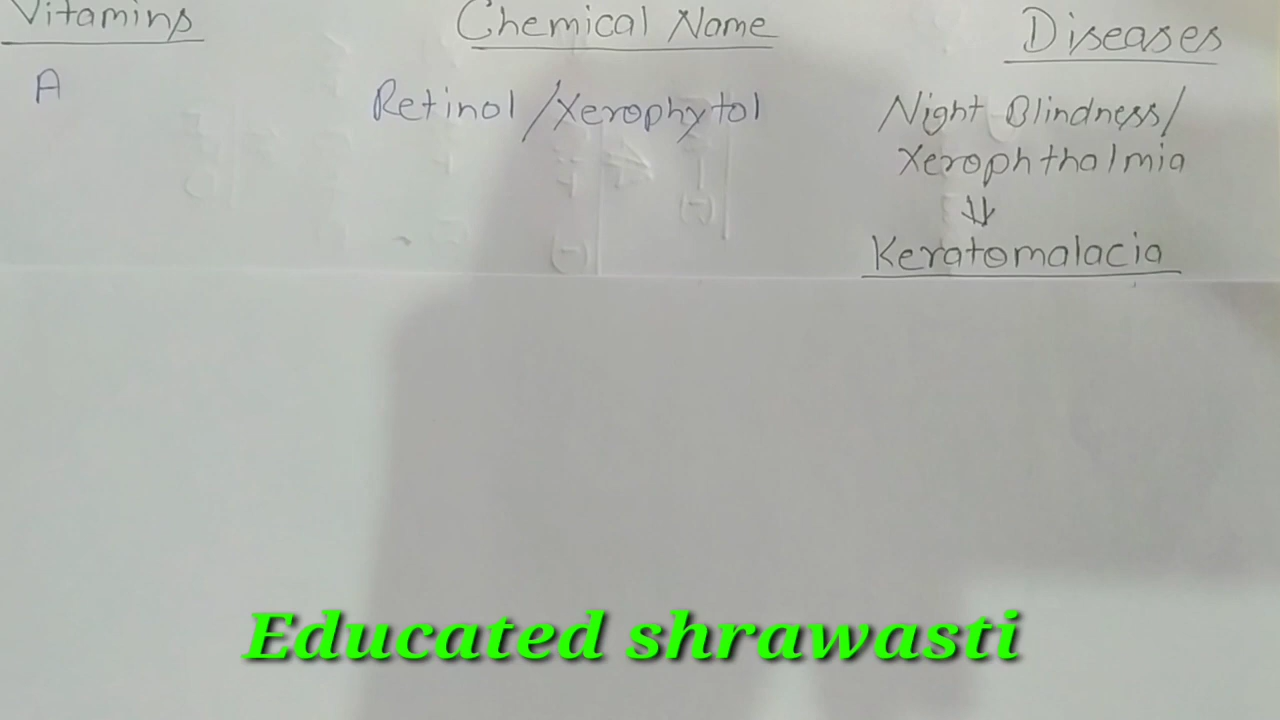 Vitamins Chemical Name Diseases
A Retinol/Xerophytol Night Blindness/
Xerophthalmia
⇓
Keratomalacia
Educated shrawasti